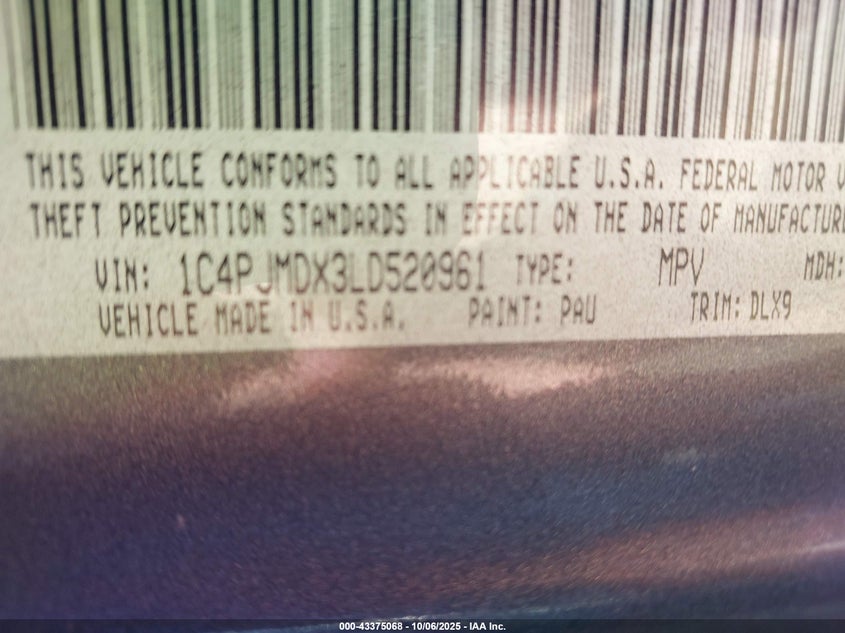 THIS VEHICLE CONFORMS TO ALL APPLICABLE U.S.A. FEDERAL MOTOR V
THEFT PREVENTION STANDARDS IN EFFECT ON THE DATE OF MANUFACTURE
VIN: 1C4PJMDX3LD520961 TYPE: MPV MDH:
VEHICLE MADE IN U.S.A. PAINT: PAU TRIM: DLX9
000-43375068 - 10/06/2025 - IAA Inc.